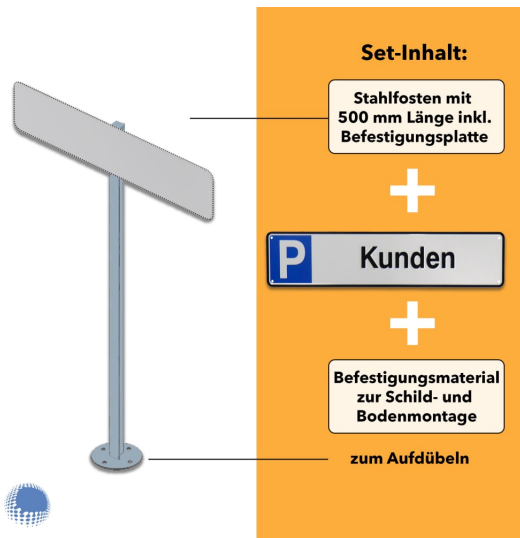 Set-Inhalt:
Stahlfosten mit
500 mm Länge inkl.
Befestigungsplatte
+
P Kunden
+
Befestigungsmaterial
zur Schild- und
Bodenmontage
zum Aufdübeln